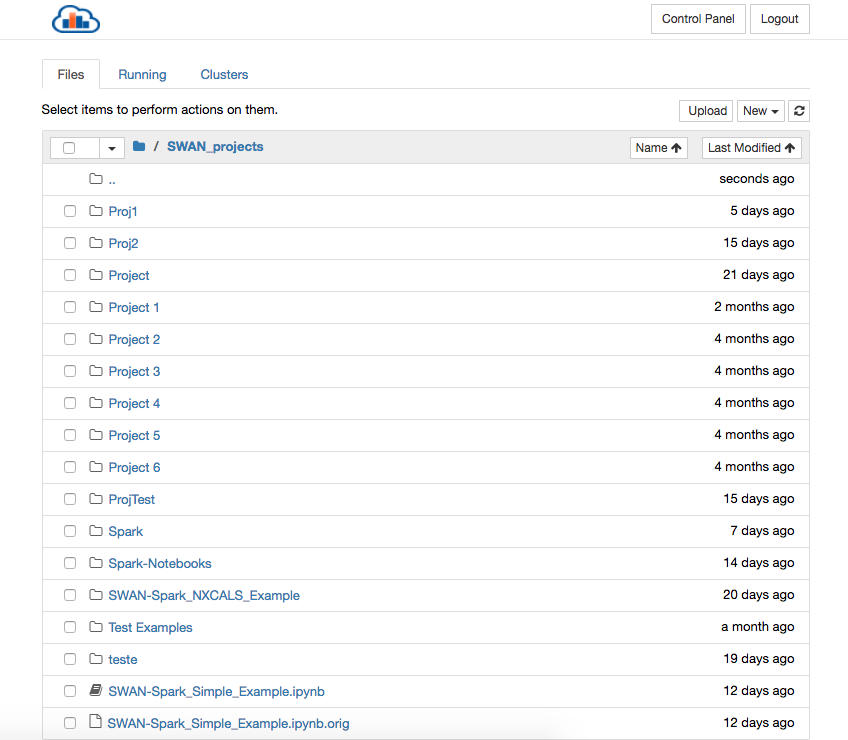 Control Panel Logout
Files Running Clusters
Select items to perform actions on them.
Upload New
/ SWAN_projects Name Last Modified
.. seconds ago
Proj1 5 days ago
Proj2 15 days ago
Project 21 days ago
Project 1 2 months ago
Project 2 4 months ago
Project 3 4 months ago
Project 4 4 months ago
Project 5 4 months ago
Project 6 4 months ago
ProjTest 15 days ago
Spark 7 days ago
Spark-Notebooks 14 days ago
SWAN-Spark_NXCALS_Example 20 days ago
Test Examples a month ago
teste 19 days ago
SWAN-Spark_Simple_Example.ipynb 12 days ago
SWAN-Spark_Simple_Example.ipynb.orig 12 days ago